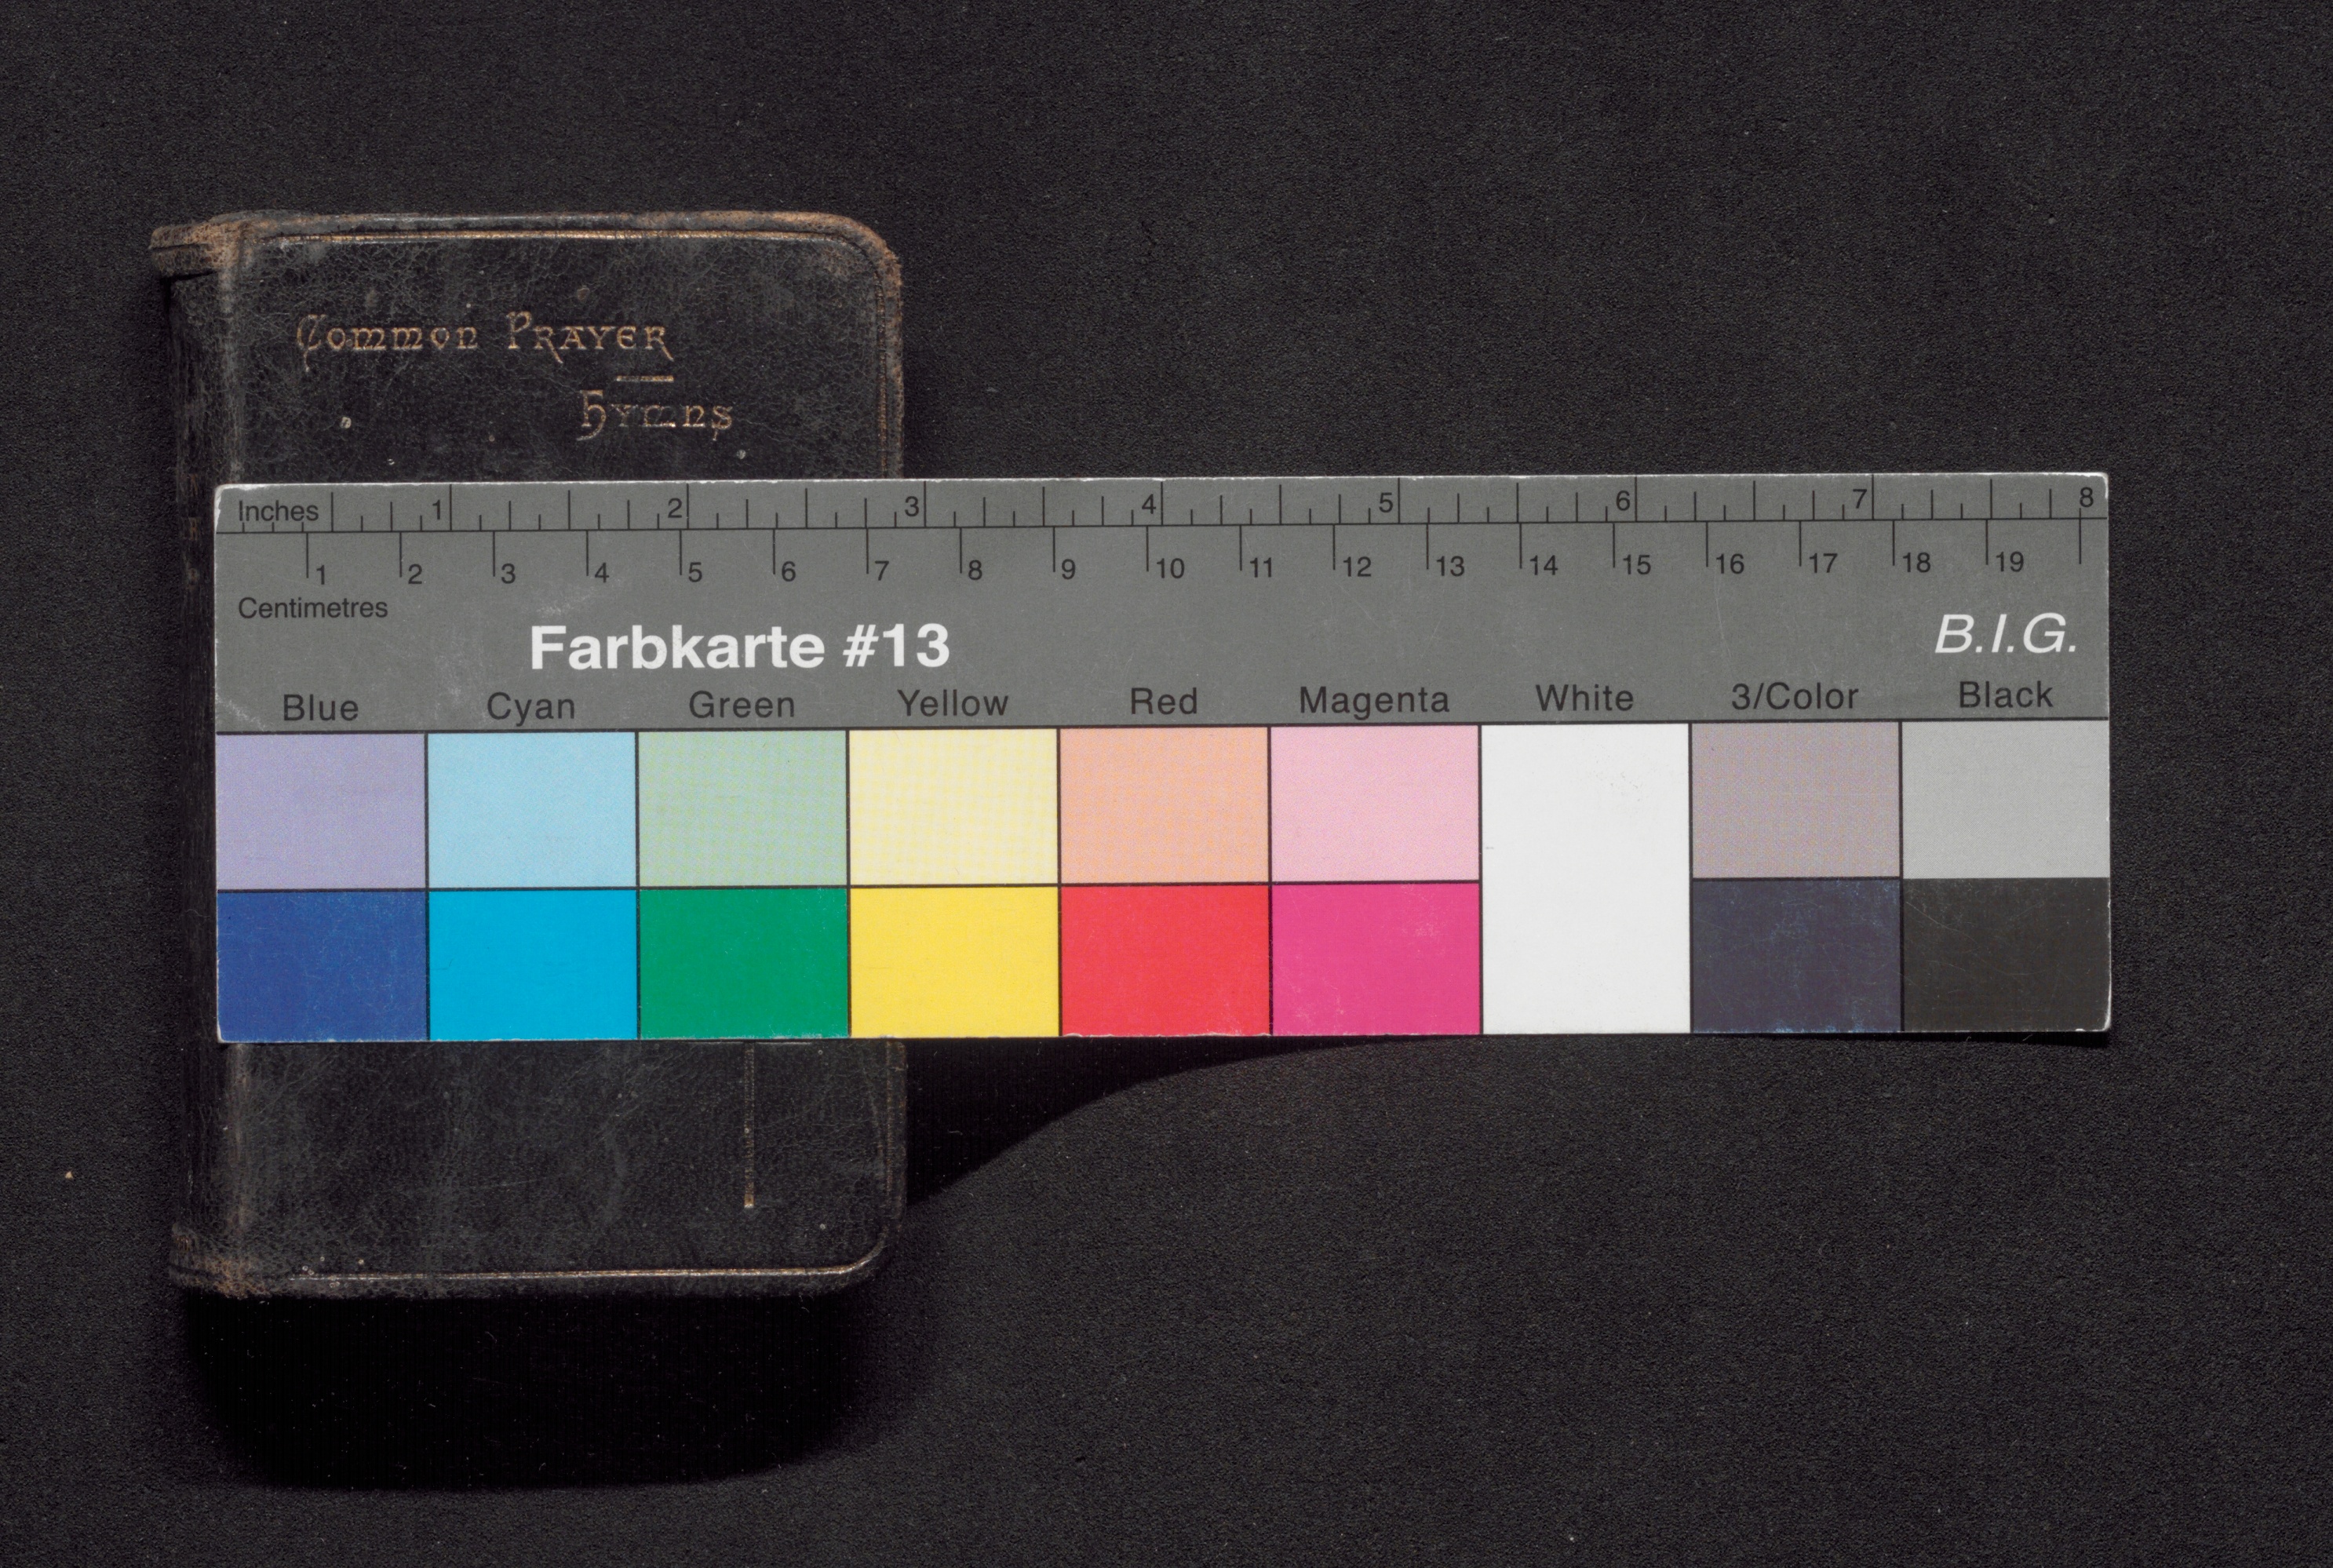 Common Prayer
Hymns
Inches 1 2 3 4 5 6 7 8
1 2 3 4 5 6 7 8 9 10 11 12 13 14 15 16 17 18 19
Centimetres
Farbkarte #13
B.I.G.
Blue Cyan Green Yellow Red Magenta White 3/Color Black